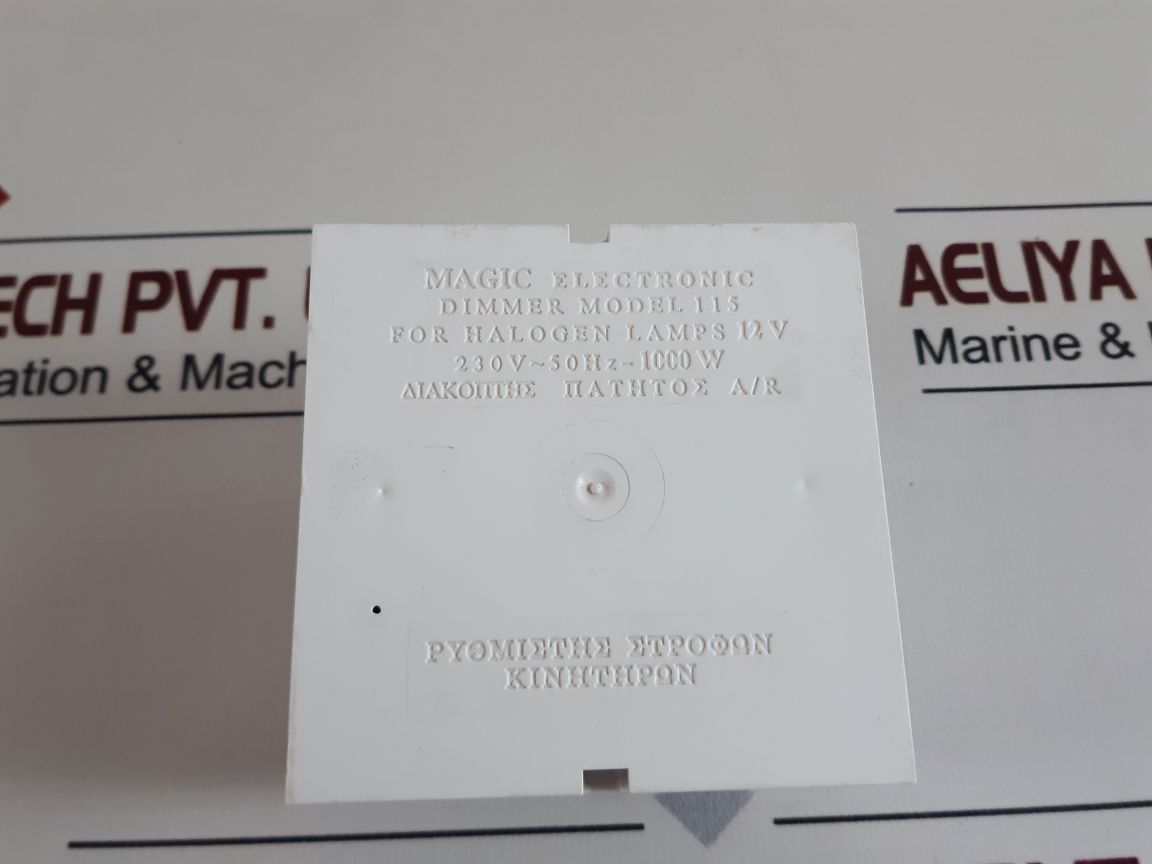 MAGIC ELECTRONIC
DIMMER MODEL 115
FOR HALOGEN LAMPS 12V
230V~50Hz-1000W
ΔΙΑΚΟΠΤΗΣ ΠΑΤΗΤΟΣ A/R
ΡΥΘΜΙΣΤΗΣ ΣΤΡΟΦΩΝ
ΚΙΝΗΤΗΡΩΝ
ECH PVT.
ation & Mach
AELIYA
Marine &